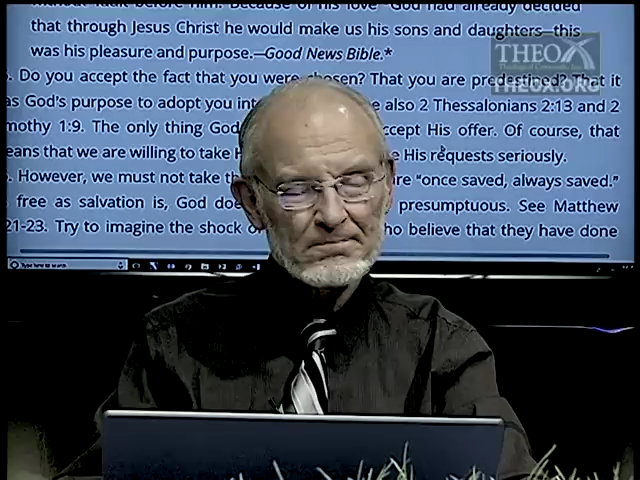 without fault before him. Because of his love God had already decided
that through Jesus Christ he would make us his sons and daughters—this
was his pleasure and purpose.—Good News Bible.*
. Do you accept the fact that you were chosen? That you are predestined? That it
as God's purpose to adopt you int e also 2 Thessalonians 2:13 and 2
mothy 1:9. The only thing God ccept His offer. Of course, that
eans that we are willing to take H e His requests seriously.
. However, we must not take th re “once saved, always saved.”
free as salvation is, God doe presumptuous. See Matthew
21-23. Try to imagine the shock o ho believe that they have done
THEOX
THEOX.ORG
Type here to search